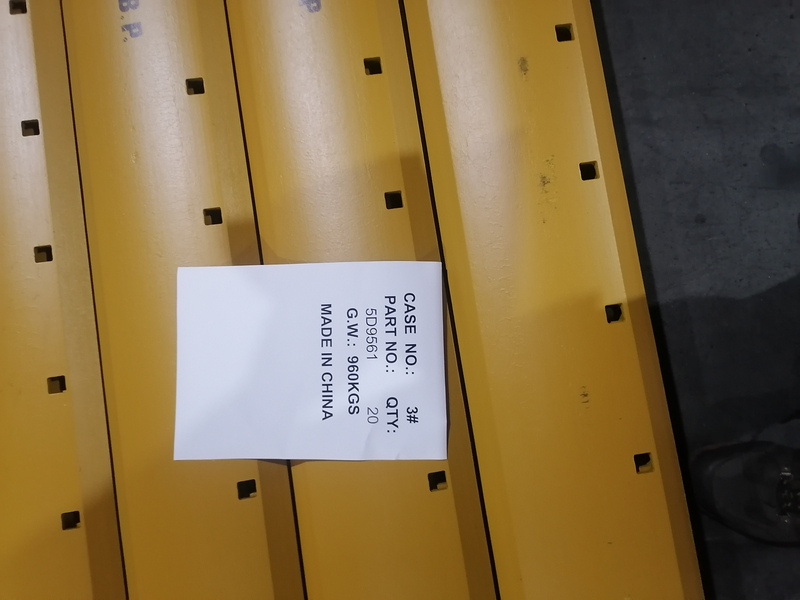 B.P.
P
CASE NO.: 3#
PART NO.: QTY:
5D9561 20
G.W.: 960KGS
MADE IN CHINA